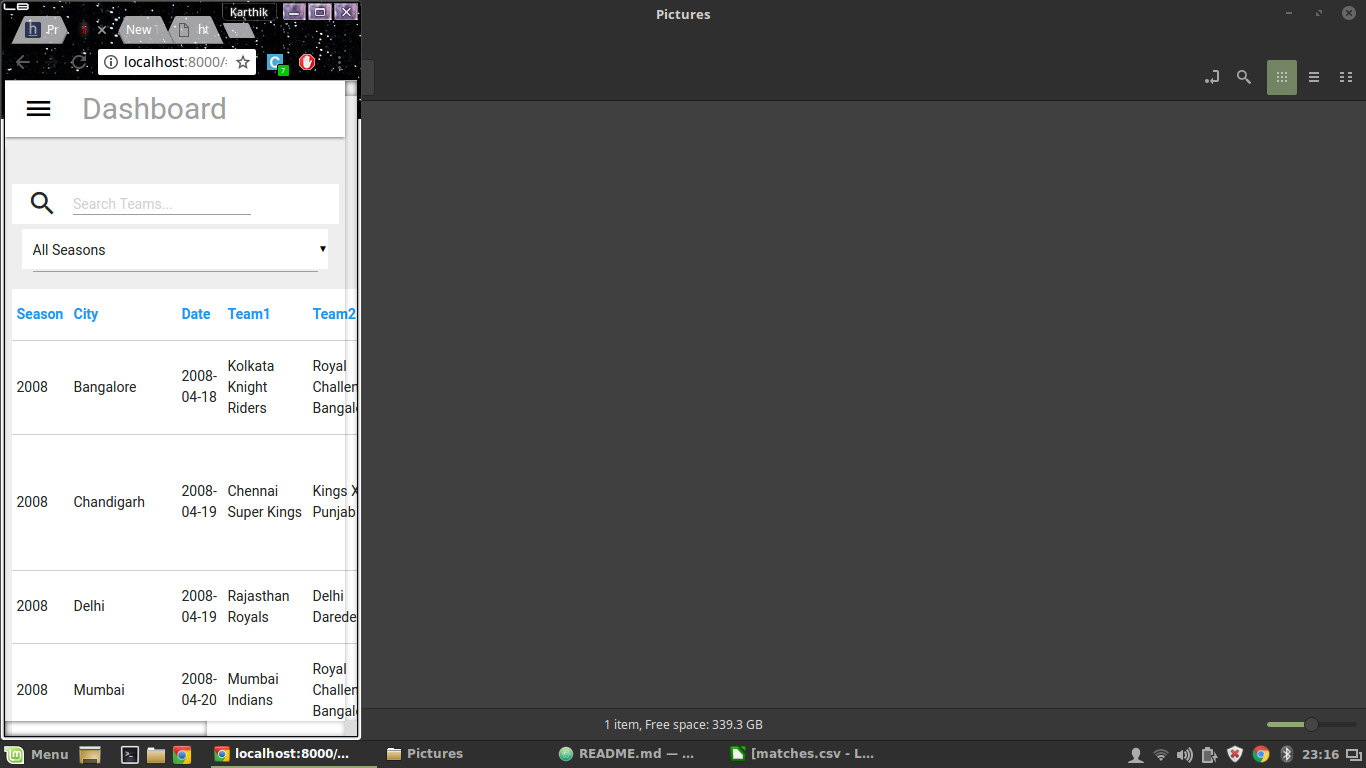 Karthik
Pictures
Pr
New
ht
localhost:8000/
7
Dashboard
Search Teams...
All Seasons
Season City Date Team1 Team2
2008 Bangalore 2008-04-18 Kolkata Knight Riders Royal Challen Bangal
2008 Chandigarh 2008-04-19 Chennai Super Kings Kings X Punjab
2008 Delhi 2008-04-19 Rajasthan Royals Delhi Darede
2008 Mumbai 2008-04-20 Mumbai Indians Royal Challen Bangal
1 item, Free space: 339.3 GB
Menu localhost:8000/... Pictures README.md — ... [matches.csv - L... 23:16